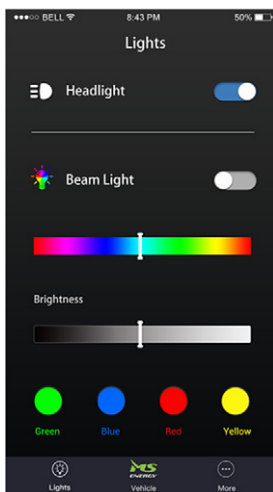 ●●●○○ BELL 8:43 PM 50%
Lights
Headlight
Beam Light
Brightness
Green Blue Red Yellow
MS
ENERGY
Lights Vehicle More